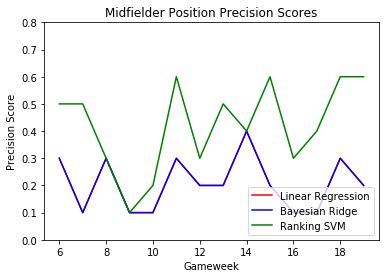 Midfielder Position Precision Scores
0.8
0.7
0.6
0.5
0.4
0.3
0.2
0.1
0.0
Precision Score
Linear Regression
Bayesian Ridge
Ranking SVM
6 8 10 12 14 16 18
Gameweek